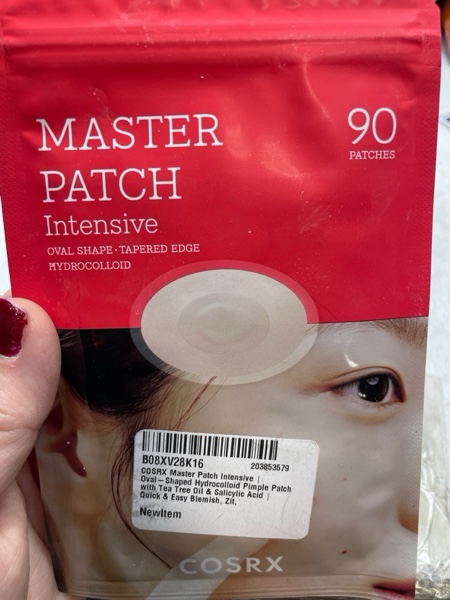 MASTER
PATCH
Intensive
OVAL SHAPE · TAPERED EDGE
HYDROCOLLOID
90
PATCHES
B08XV28K16
203853579
COSRX Master Patch Intensive |
Oval-Shaped Hydrocolloid Pimple Patch
with Tea Tree Oil & Salicylic Acid |
Quick & Easy Blemish, Zit,
NewItem
COSRX